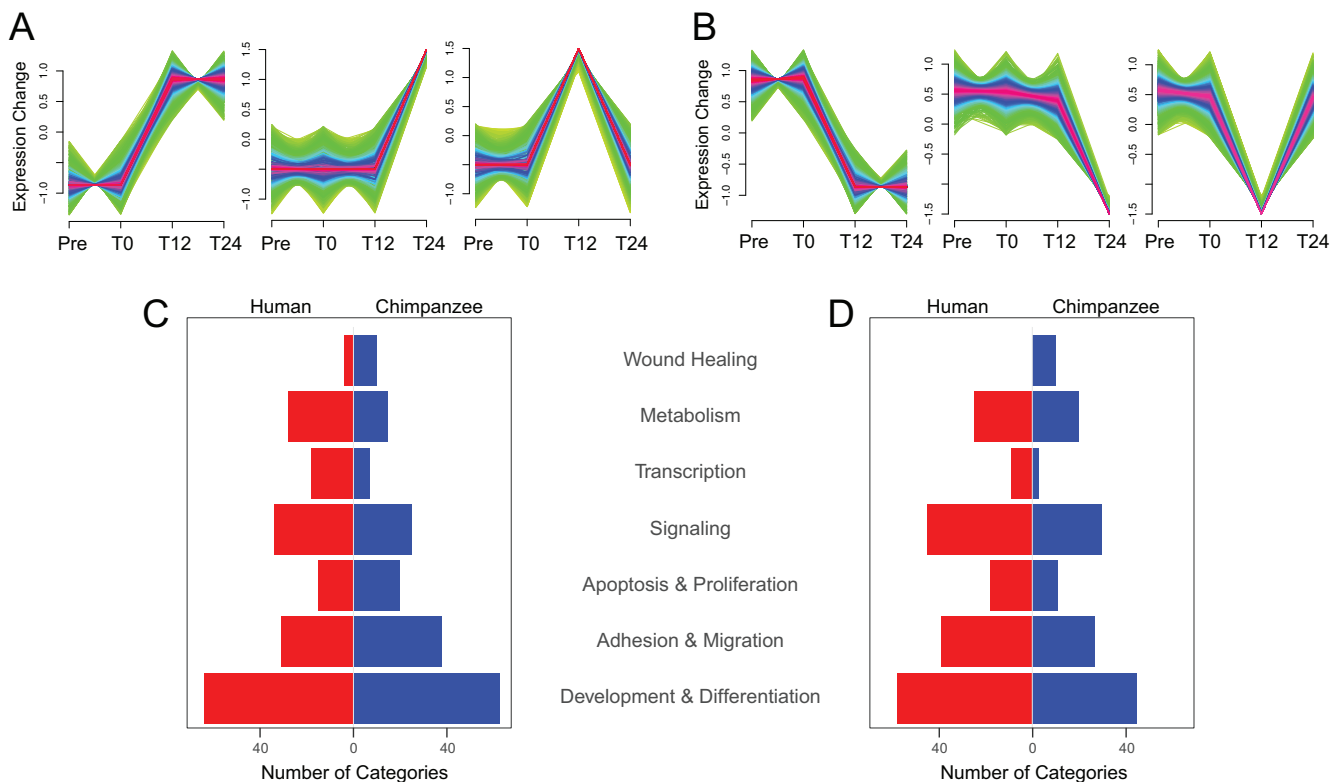 A
B
Expression Change
1.0
0.5
0.0
−1.0
Pre T0 T12 T24
1.5
1.0
0.5
0.0
−1.0
Pre T0 T12 T24
1.5
1.0
0.5
0.0
−1.0
Pre T0 T12 T24
Expression Change
1.0
0.5
0.0
−1.0
Pre T0 T12 T24
1.0
0.5
0.0
−0.5
−1.5
Pre T0 T12 T24
1.0
0.5
0.0
−0.5
−1.5
Pre T0 T12 T24
C
Human Chimpanzee
D
Human Chimpanzee
Wound Healing
Metabolism
Transcription
Signaling
Apoptosis & Proliferation
Adhesion & Migration
Development & Differentiation
40 0 40
Number of Categories
40 0 40
Number of Categories